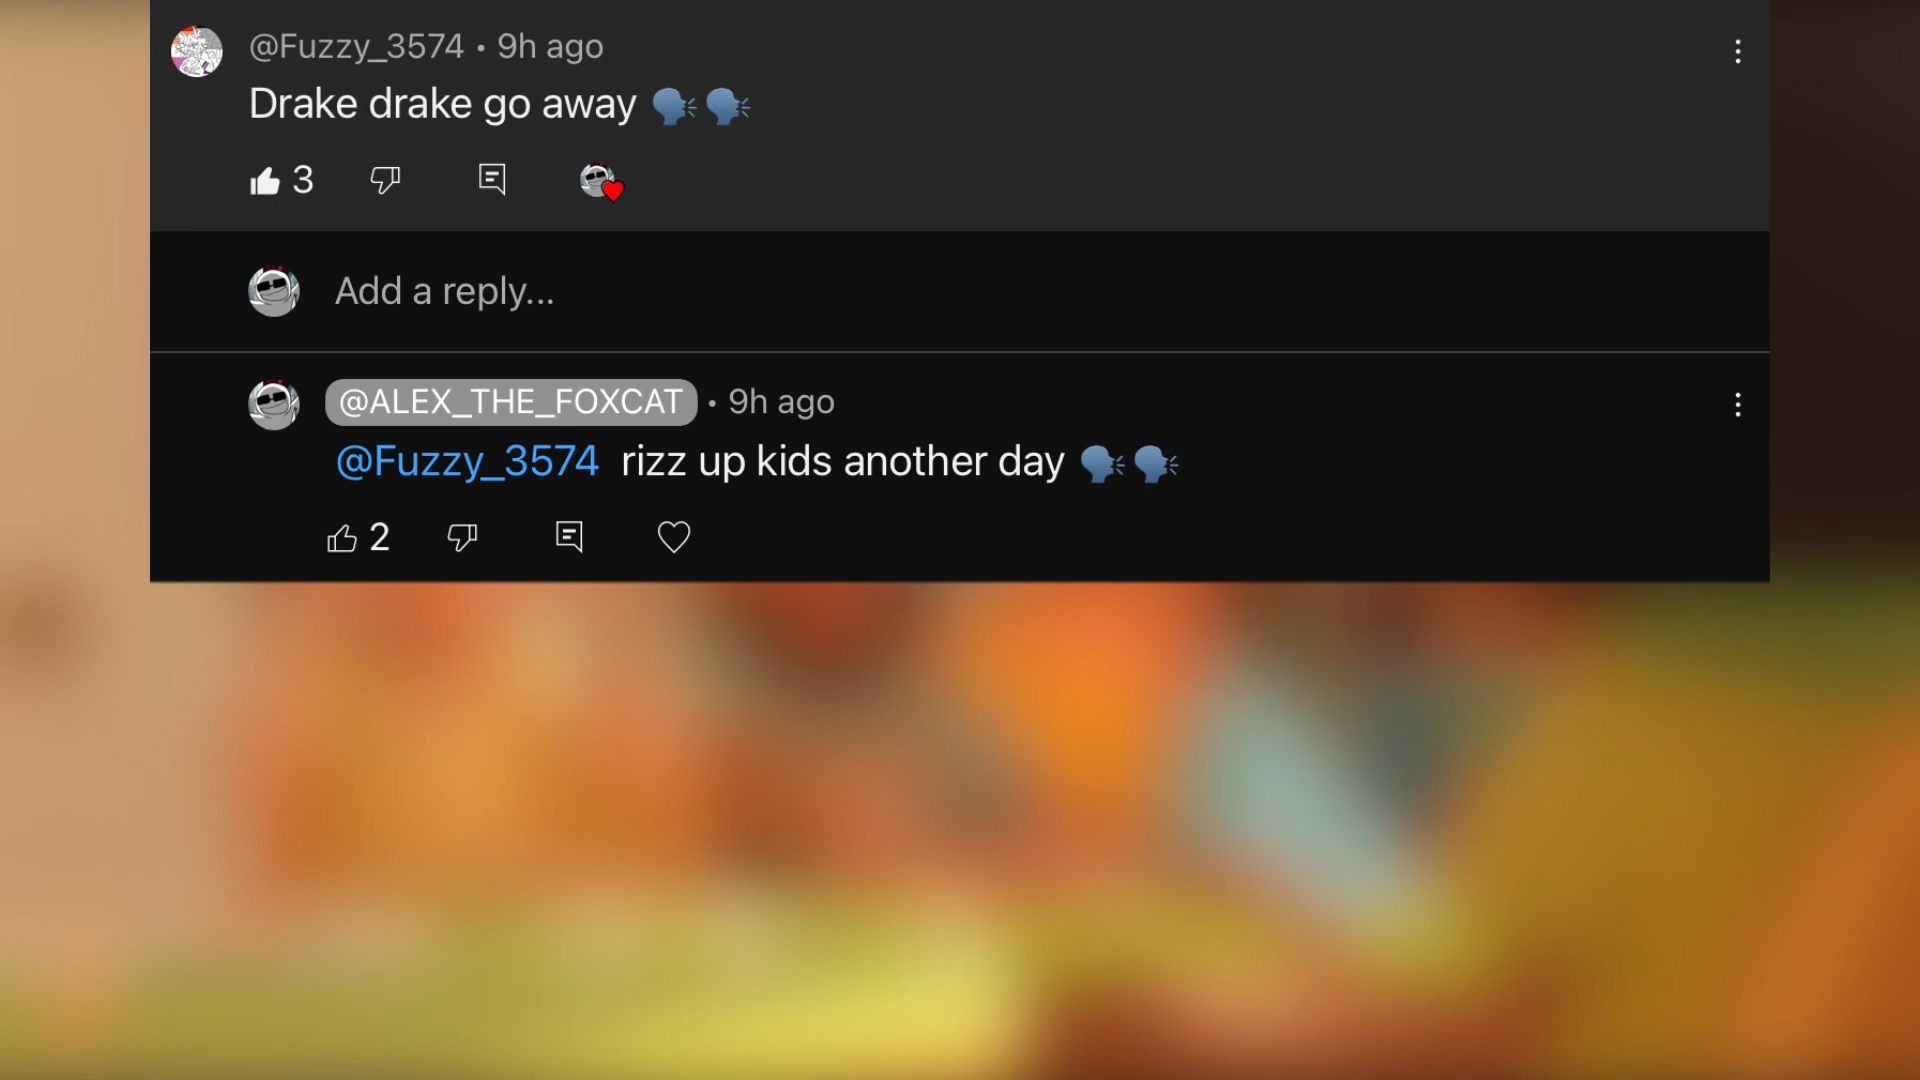 @Fuzzy_3574 • 9h ago
Drake drake go away 🗣️🗣️
3
Add a reply...
@ALEX_THE_FOXCAT • 9h ago
@Fuzzy_3574 rizz up kids another day 🗣️🗣️
2